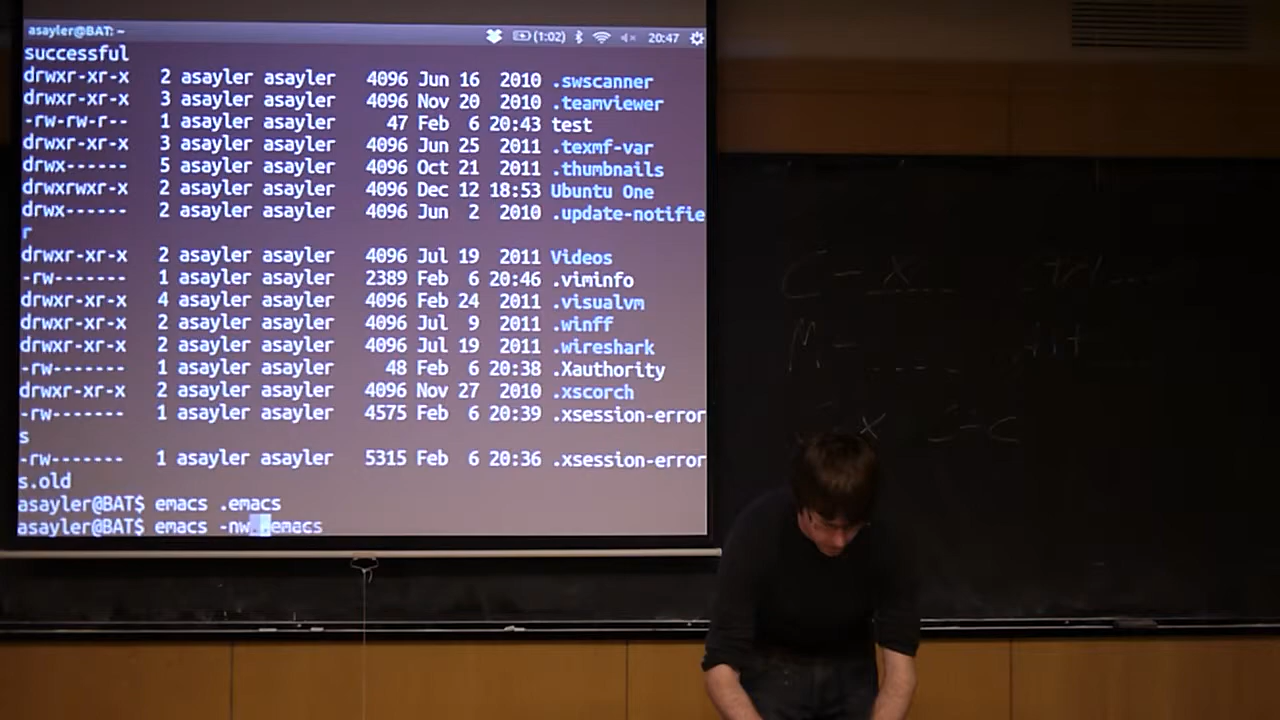 asayler@BAT: ~ (1:02) 20:47
successful
drwxr-xr-x 2 asayler asayler 4096 Jun 16 2010 .swscanner
drwxr-xr-x 3 asayler asayler 4096 Nov 20 2010 .teamviewer
-rw-rw-r-- 1 asayler asayler 47 Feb 6 20:43 test
drwxr-xr-x 3 asayler asayler 4096 Jun 25 2011 .texmf-var
drwx------ 5 asayler asayler 4096 Oct 21 2011 .thumbnails
drwxrwxr-x 2 asayler asayler 4096 Dec 12 18:53 Ubuntu One
drwx------ 2 asayler asayler 4096 Jun 2 2010 .update-notifie
r
drwxr-xr-x 2 asayler asayler 4096 Jul 19 2011 Videos
-rw------- 1 asayler asayler 2389 Feb 6 20:46 .viminfo
drwxr-xr-x 4 asayler asayler 4096 Feb 24 2011 .visualvm
drwxr-xr-x 2 asayler asayler 4096 Jul 9 2011 .winff
drwxr-xr-x 2 asayler asayler 4096 Jul 19 2011 .wireshark
-rw------- 1 asayler asayler 48 Feb 6 20:38 .Xauthority
drwxr-xr-x 2 asayler asayler 4096 Nov 27 2010 .xscorch
-rw------- 1 asayler asayler 4575 Feb 6 20:39 .xsession-error
s
-rw------- 1 asayler asayler 5315 Feb 6 20:36 .xsession-error
s.old
asayler@BAT$ emacs .emacs
asayler@BAT$ emacs -nw .emacs
C - x
M -
x C-c